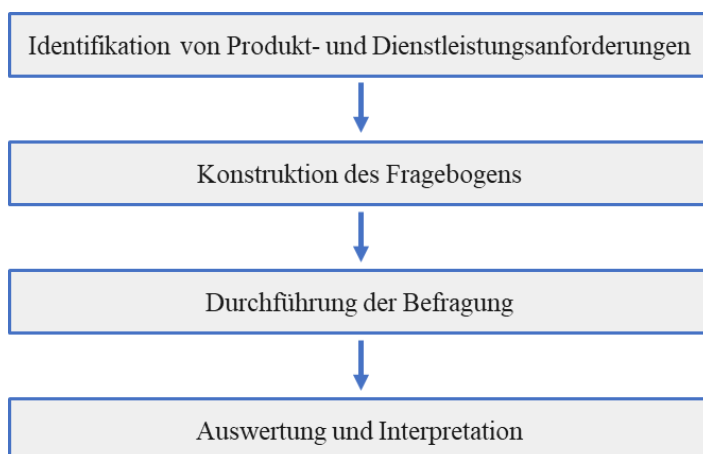 Identifikation von Produkt- und Dienstleistungsanforderungen
Konstruktion des Fragebogens
Durchführung der Befragung
Auswertung und Interpretation